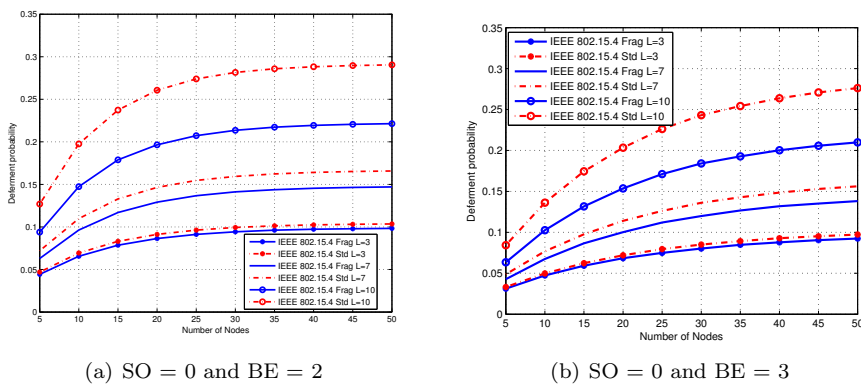 0.35
0.3
0.25
0.2
0.15
0.1
0.05
0
Deferment probability
5 10 15 20 25 30 35 40 45 50
Number of Nodes
IEEE 802.15.4 Frag L=3
IEEE 802.15.4 Std L=3
IEEE 802.15.4 Frag L=7
IEEE 802.15.4 Std L=7
IEEE 802.15.4 Frag L=10
IEEE 802.15.4 Std L=10
(a) SO = 0 and BE = 2
0.35
0.3
0.25
0.2
0.15
0.1
0.05
0
Deferment probability
5 10 15 20 25 30 35 40 45 50
Number of Nodes
IEEE 802.15.4 Frag L=3
IEEE 802.15.4 Std L=3
IEEE 802.15.4 Frag L=7
IEEE 802.15.4 Std L=7
IEEE 802.15.4 Frag L=10
IEEE 802.15.4 Std L=10
(b) SO = 0 and BE = 3